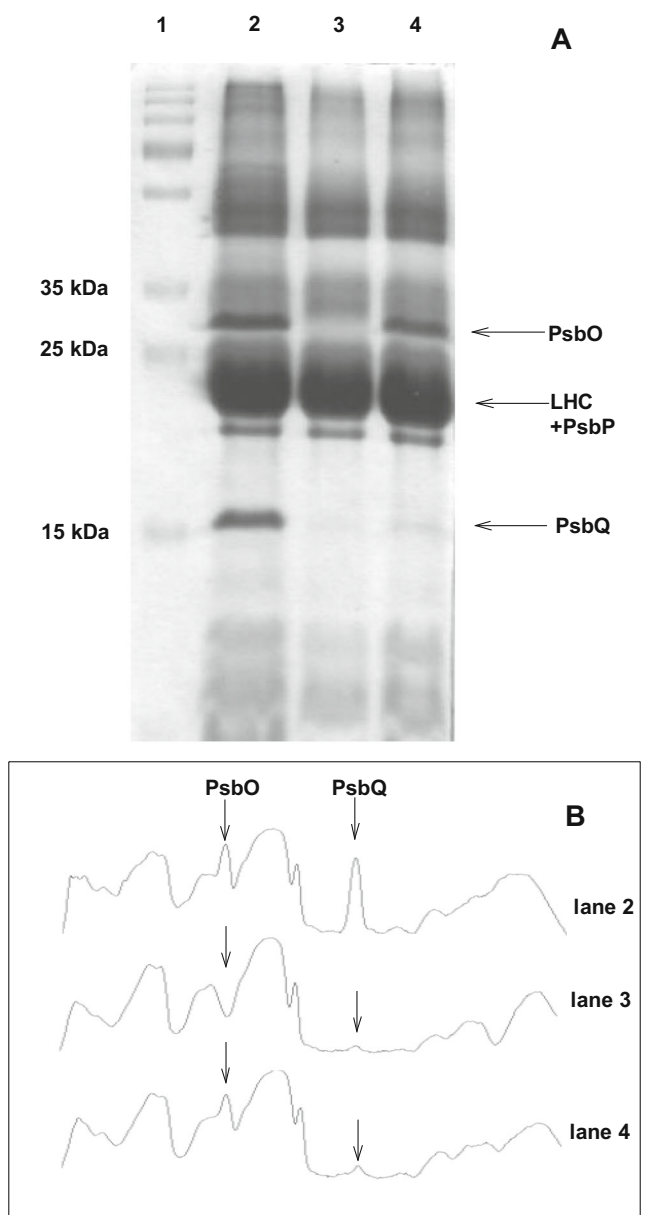 1 2 3 4
A
35 kDa
PsbO
25 kDa
LHC
+PsbP
15 kDa
PsbQ
PsbO PsbQ
B
lane 2
lane 3
lane 4